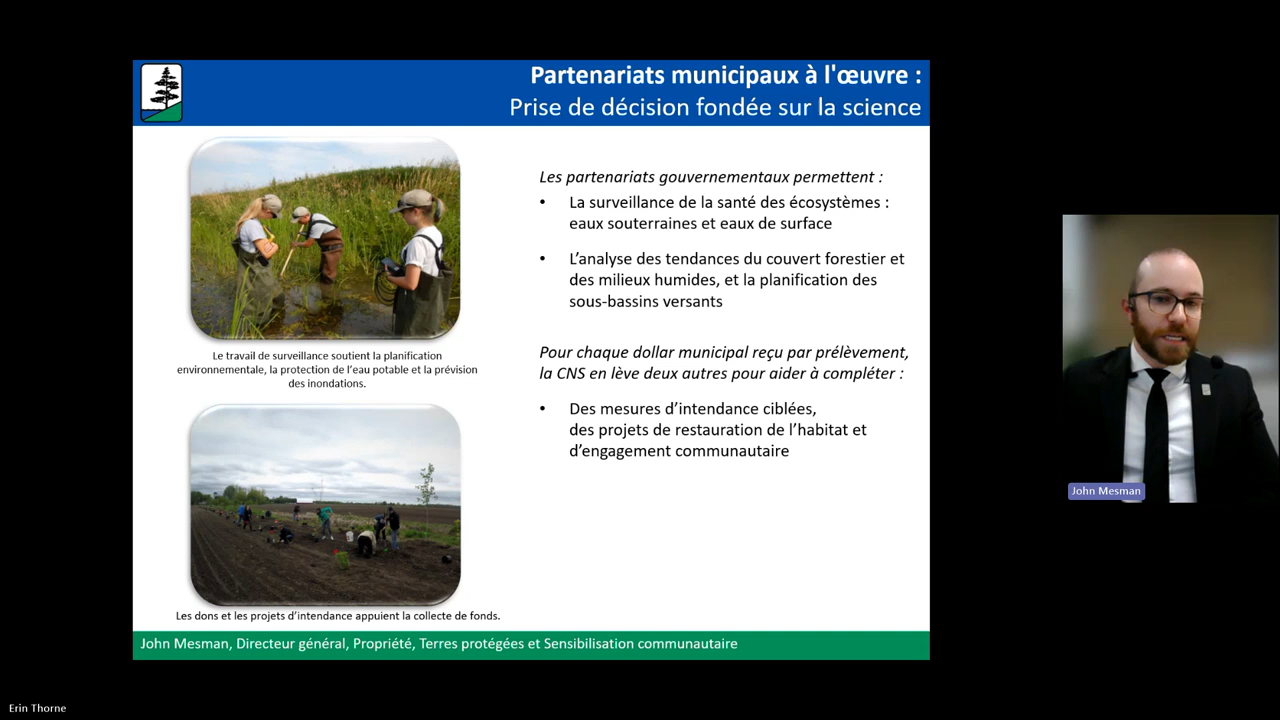 Partenariats municipaux à l'œuvre :
Prise de décision fondée sur la science
Les partenariats gouvernementaux permettent :
• La surveillance de la santé des écosystèmes :
eaux souterraines et eaux de surface
• L’analyse des tendances du couvert forestier et
des milieux humides, et la planification des
sous-bassins versants
Pour chaque dollar municipal reçu par prélèvement,
la CNS en lève deux autres pour aider à compléter :
• Des mesures d’intendance ciblées,
des projets de restauration de l’habitat et
d’engagement communautaire
Le travail de surveillance soutient la planification
environnementale, la protection de l’eau potable et la prévision
des inondations.
Les dons et les projets d’intendance appuient la collecte de fonds.
John Mesman, Directeur général, Propriété, Terres protégées et Sensibilisation communautaire
John Mesman
Erin Thorne